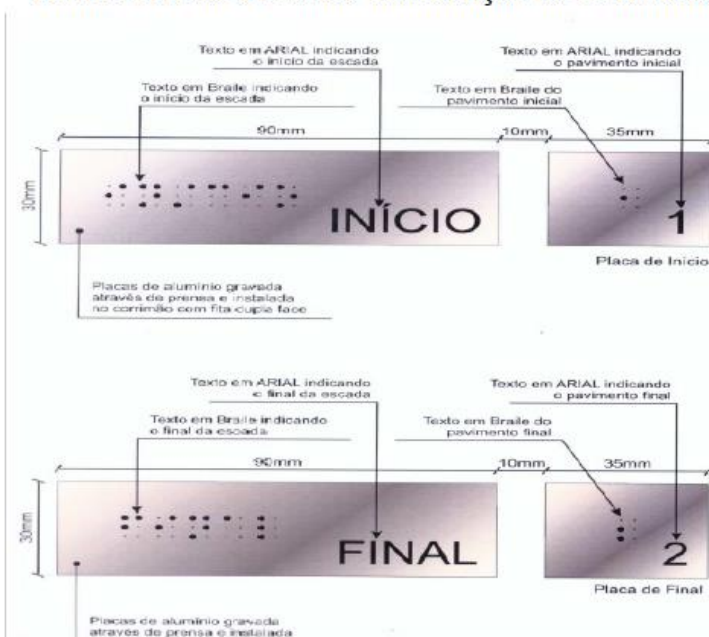 Texto em ARIAL indicando
o início da escada
Texto em ARIAL indicando
o pavimento inicial
Texto em Braile indicando
o início da escada
Texto em Braile do
pavimento inicial
90mm
10mm
35mm
30mm
INÍCIO
1
Placa de Início
Placas de alumínio gravada
através de prensa e instalada
no corrimão com fita dupla face
Texto em ARIAL indicando
o final da escada
Texto em ARIAL indicando
o pavimento final
Texto em Braile indicando
o final da escada
Texto em Braile do
pavimento final
90mm
10mm
35mm
30mm
FINAL
2
Placa de Final
Placas de alumínio gravada
através de prensa e instalada